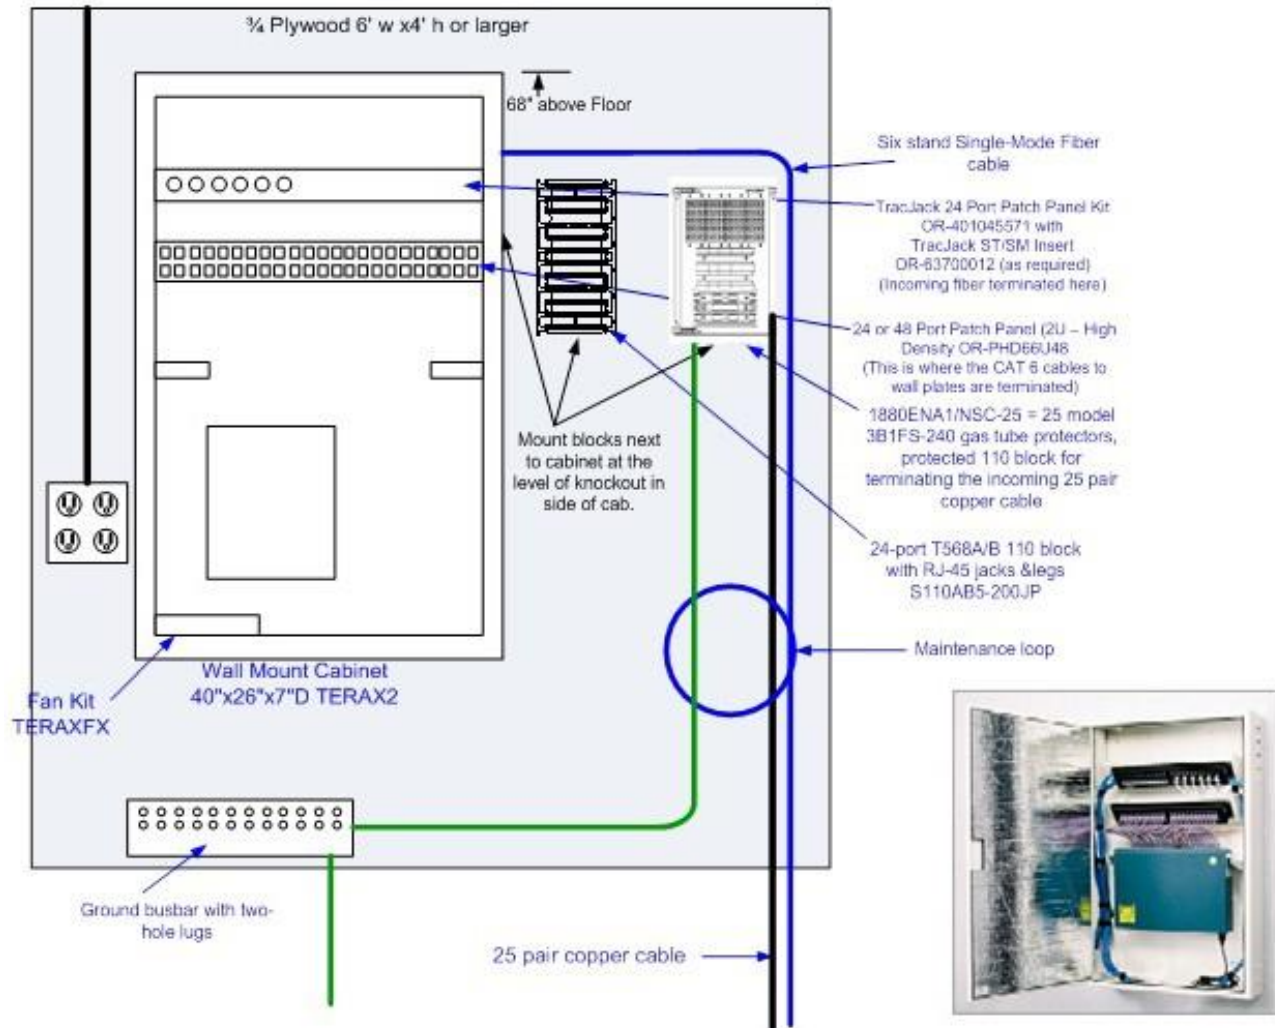 ¾ Plywood 6' w x4' h or larger
68" above Floor
Six stand Single-Mode Fiber
cable
TracJack 24 Port Patch Panel Kit
OR-401045571 with
TracJack ST/SM Insert
OR-63700012 (as required)
(Incoming fiber terminated here)
24 or 48 Port Patch Panel (2U – High
Density OR-PHD66U48
(This is where the CAT 6 cables to
wall plates are terminated)
1880ENA1/NSC-25 = 25 model
3B1FS-240 gas tube protectors,
protected 110 block for
terminating the incoming 25 pair
copper cable
Mount blocks next
to cabinet at the
level of knockout in
side of cab.
24-port T568A/B 110 block
with RJ-45 jacks &legs
S110AB5-200JP
Maintenance loop
Wall Mount Cabinet
40"x26"x7"D TERAX2
Fan Kit
TERAXFX
Ground busbar with two-
hole lugs
25 pair copper cable